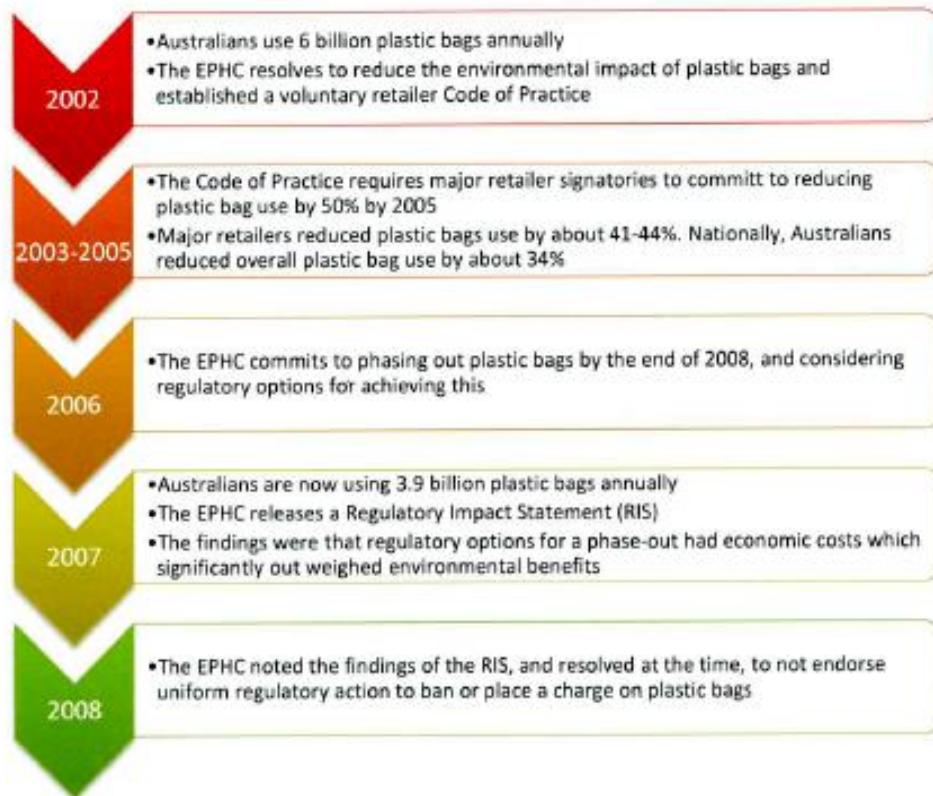 2002
•Australians use 6 billion plastic bags annually
•The EPHC resolves to reduce the environmental impact of plastic bags and
established a voluntary retailer Code of Practice
2003-2005
•The Code of Practice requires major retailer signatories to committ to reducing
plastic bag use by 50% by 2005
•Major retailers reduced plastic bags use by about 41-44%. Nationally, Australians
reduced overall plastic bag use by about 34%
2006
•The EPHC commits to phasing out plastic bags by the end of 2008, and considering
regulatory options for achieving this
2007
•Australians are now using 3.9 billion plastic bags annually
•The EPHC releases a Regulatory Impact Statement (RIS)
•The findings were that regulatory options for a phase-out had economic costs which
significantly out weighed environmental benefits
2008
•The EPHC noted the findings of the RIS, and resolved at the time, to not endorse
uniform regulatory action to ban or place a charge on plastic bags